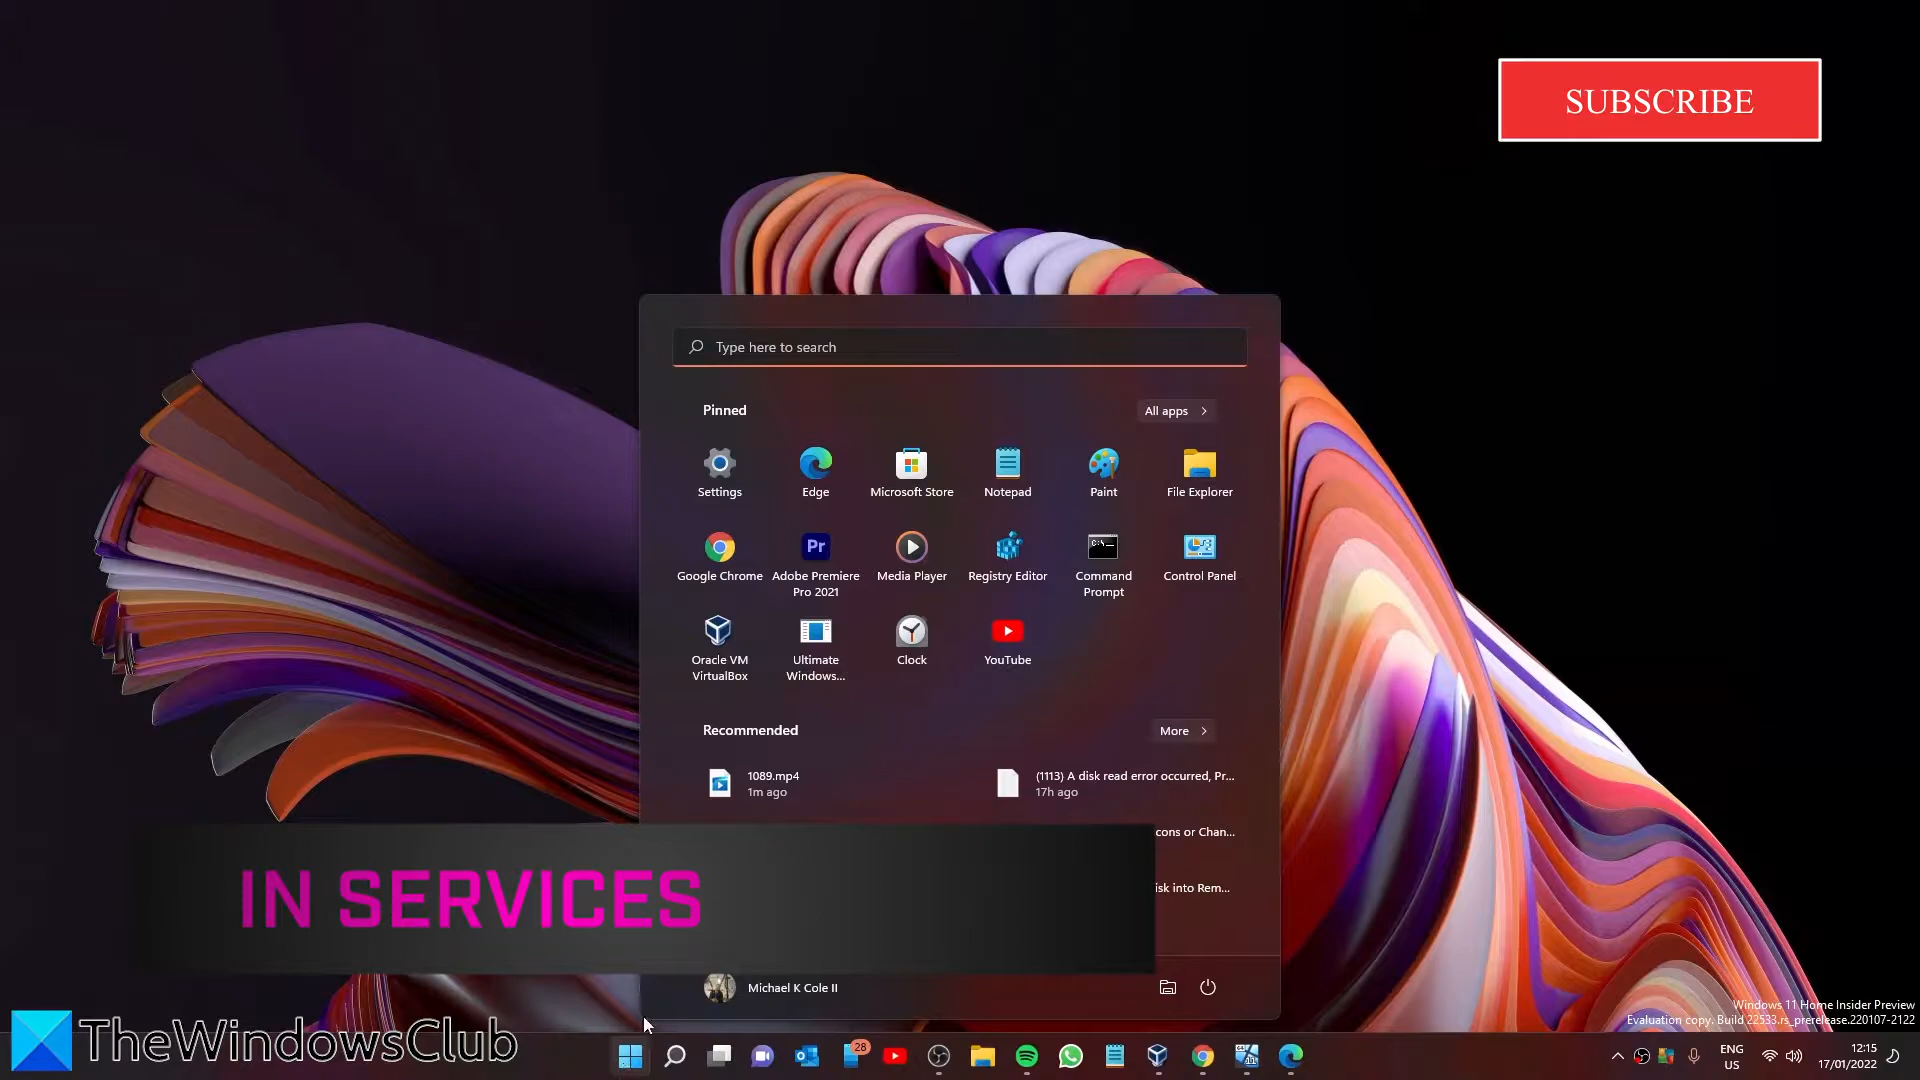 SUBSCRIBE
Type here to search
Pinned
All apps
Settings
Edge
Microsoft Store
Notepad
Paint
File Explorer
Google Chrome
Adobe Premiere
Pro 2021
Media Player
Registry Editor
Command
Prompt
Control Panel
Oracle VM
VirtualBox
Ultimate
Windows...
Clock
YouTube
Recommended
More
1089.mp4
1m ago
(1113) A disk read error occurred, Pr...
17h ago
cons or Chan...
isk into Rem...
IN SERVICES
Michael K Cole II
Windows 11 Home Insider Preview
Evaluation copy. Build 22533.rs_prerelease.220107-2122
TheWindowsClub
28
ENG
US
12:15
17/01/2022